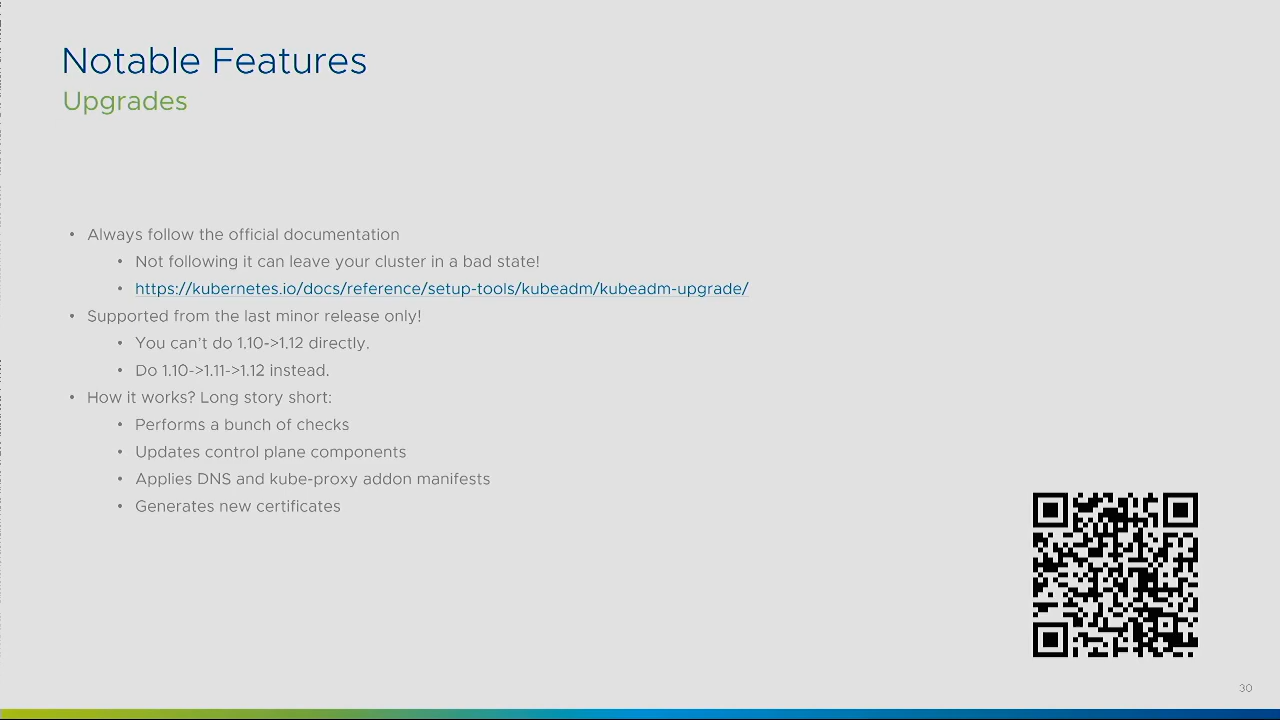 Notable Features
Upgrades
• Always follow the official documentation
• Not following it can leave your cluster in a bad state!
• https://kubernetes.io/docs/reference/setup-tools/kubeadm/kubeadm-upgrade/
• Supported from the last minor release only!
• You can’t do 1.10->1.12 directly.
• Do 1.10->1.11->1.12 instead.
• How it works? Long story short:
• Performs a bunch of checks
• Updates control plane components
• Applies DNS and kube-proxy addon manifests
• Generates new certificates
30